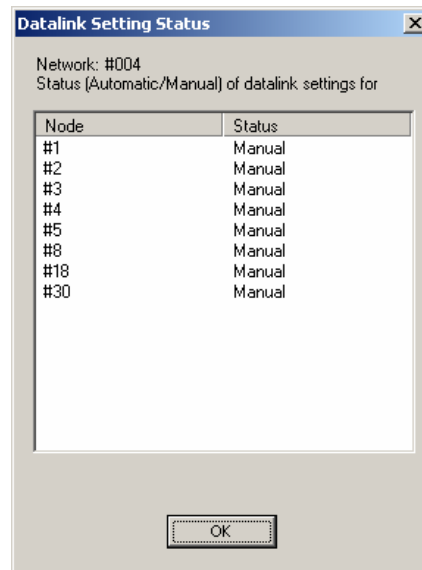 Datalink Setting Status
Network: #004
Status (Automatic/Manual) of datalink settings for
Node Status
#1 Manual
#2 Manual
#3 Manual
#4 Manual
#5 Manual
#8 Manual
#18 Manual
#30 Manual
OK